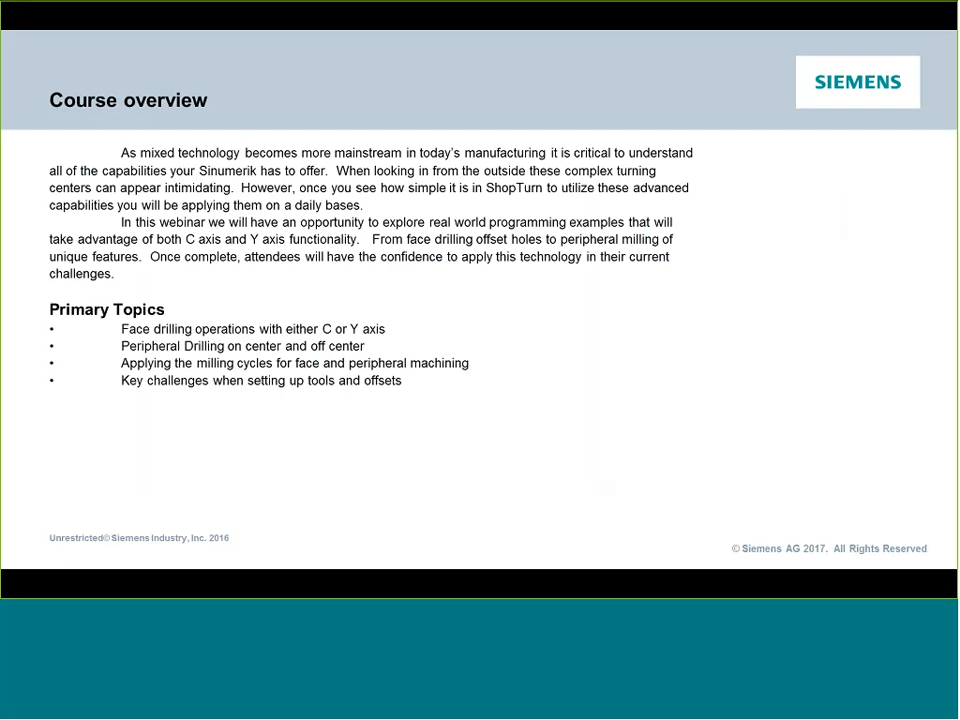 SIEMENS
Course overview
As mixed technology becomes more mainstream in today's manufacturing it is critical to understand
all of the capabilities your Sinumerik has to offer. When looking in from the outside these complex turning
centers can appear intimidating. However, once you see how simple it is in ShopTurn to utilize these advanced
capabilities you will be applying them on a daily bases.
In this webinar we will have an opportunity to explore real world programming examples that will
take advantage of both C axis and Y axis functionality. From face drilling offset holes to peripheral milling of
unique features. Once complete, attendees will have the confidence to apply this technology in their current
challenges.
Primary Topics
• Face drilling operations with either C or Y axis
• Peripheral Drilling on center and off center
• Applying the milling cycles for face and peripheral machining
• Key challenges when setting up tools and offsets
Unrestricted© Siemens Industry, Inc. 2016
© Siemens AG 2017. All Rights Reserved